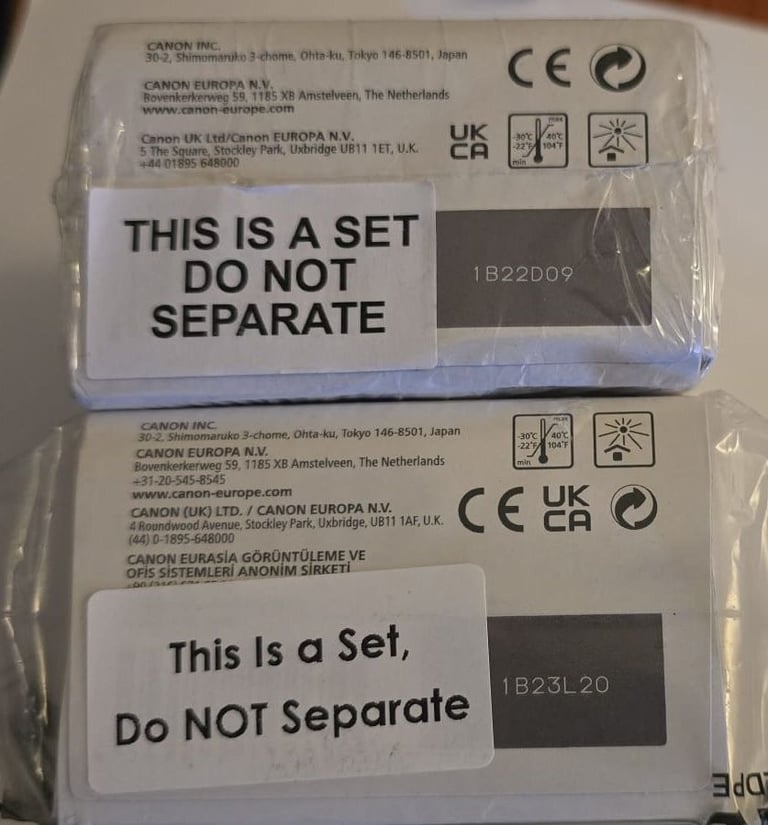 CANON INC.
30-2, Shimomaruko 3-chome, Ohta-ku, Tokyo 146-8501, Japan
CANON EUROPA N.V.
Bovenkerkerweg 59, 1185 XB Amstelveen, The Netherlands
www.canon-europe.com
Canon UK Ltd/Canon EUROPA N.V.
5 The Square, Stockley Park, Uxbridge UB11 1ET, U.K.
+44 01895 648000
CE
UK
CA
max
-30℃ 40℃
-22°F 104°F
min
THIS IS A SET
DO NOT
SEPARATE
1B22D09
CANON INC.
30-2, Shimomaruko 3-chome, Ohta-ku, Tokyo 146-8501, Japan
CANON EUROPA N.V.
Bovenkerkerweg 59, 1185 XB Amstelveen, The Netherlands
+31-20-545-8545
www.canon-europe.com
CANON (UK) LTD. / CANON EUROPA N.V.
4 Roundwood Avenue, Stockley Park, Uxbridge, UB11 1AF, U.K.
(44) 0-1895-648000
CANON EURASİA GÖRÜNTÜLEME VE
OFİS SİSTEMLERİ ANONİM ŞİRKETİ
max
-30℃ 40℃
-22°F 104°F
min
CE
UK
CA
This Is a Set,
Do NOT Separate
1B23L20